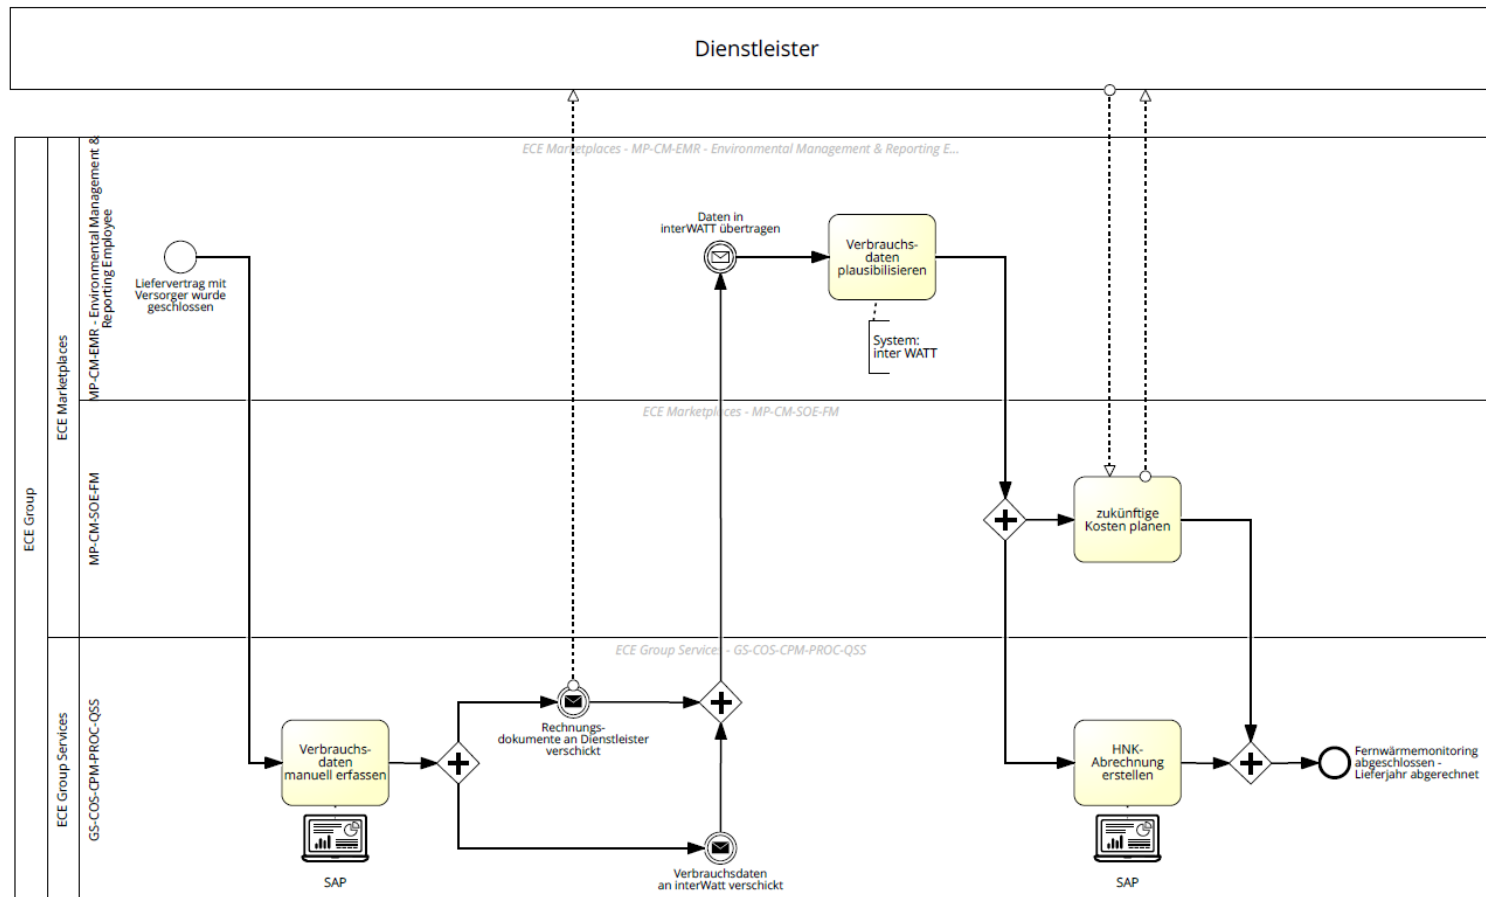 Dienstleister
ECE Group
ECE Marketplaces
MP-CM-EMR - Environmental Management &
Reporting Employee
ECE Marketplaces - MP-CM-EMR - Environmental Management & Reporting E...
Liefervertrag mit
Versorger wurde
geschlossen
Daten in
interWATT übertragen
Verbrauchs-
daten
plausibilisieren
System:
inter WATT
MP-CM-SOE-FM
ECE Marketplaces - MP-CM-SOE-FM
zukünftige
Kosten planen
ECE Group Services
GS-COS-CPM-PROC-QSS
ECE Group Services - GS-COS-CPM-PROC-QSS
Verbrauchs-
daten
manuell erfassen
SAP
Rechnungs-
dokumente an Dienstleister
verschickt
Verbrauchsdaten
an interWatt verschickt
HNK-
Abrechnung
erstellen
SAP
Fernwärmemonitoring
abgeschlossen -
Lieferjahr abgerechnet